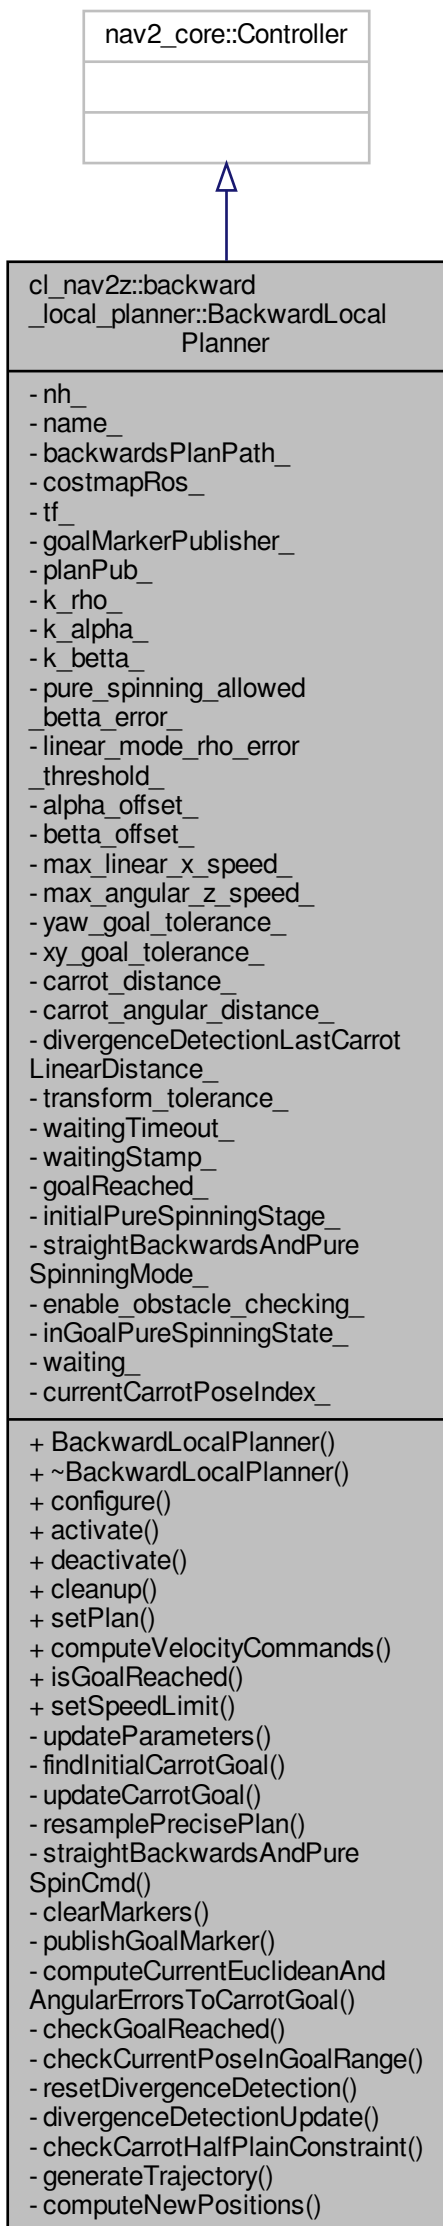 nav2_core::Controller
cl_nav2z::backward
_local_planner::BackwardLocal
Planner
- nh_
- name_
- backwardsPlanPath_
- costmapRos_
- tf_
- goalMarkerPublisher_
- planPub_
- k_rho_
- k_alpha_
- k_betta_
- pure_spinning_allowed
_betta_error_
- linear_mode_rho_error
_threshold_
- alpha_offset_
- betta_offset_
- max_linear_x_speed_
- max_angular_z_speed_
- yaw_goal_tolerance_
- xy_goal_tolerance_
- carrot_distance_
- carrot_angular_distance_
- divergenceDetectionLastCarrot
LinearDistance_
- transform_tolerance_
- waitingTimeout_
- waitingStamp_
- goalReached_
- initialPureSpinningStage_
- straightBackwardsAndPure
SpinningMode_
- enable_obstacle_checking_
- inGoalPureSpinningState_
- waiting_
- currentCarrotPoseIndex_
+ BackwardLocalPlanner()
+ ~BackwardLocalPlanner()
+ configure()
+ activate()
+ deactivate()
+ cleanup()
+ setPlan()
+ computeVelocityCommands()
+ isGoalReached()
+ setSpeedLimit()
- updateParameters()
- findInitialCarrotGoal()
- updateCarrotGoal()
- resamplePrecisePlan()
- straightBackwardsAndPure
SpinCmd()
- clearMarkers()
- publishGoalMarker()
- computeCurrentEuclideanAnd
AngularErrorsToCarrotGoal()
- checkGoalReached()
- checkCurrentPoseInGoalRange()
- resetDivergenceDetection()
- divergenceDetectionUpdate()
- checkCarrotHalfPlainConstraint()
- generateTrajectory()
- computeNewPositions()